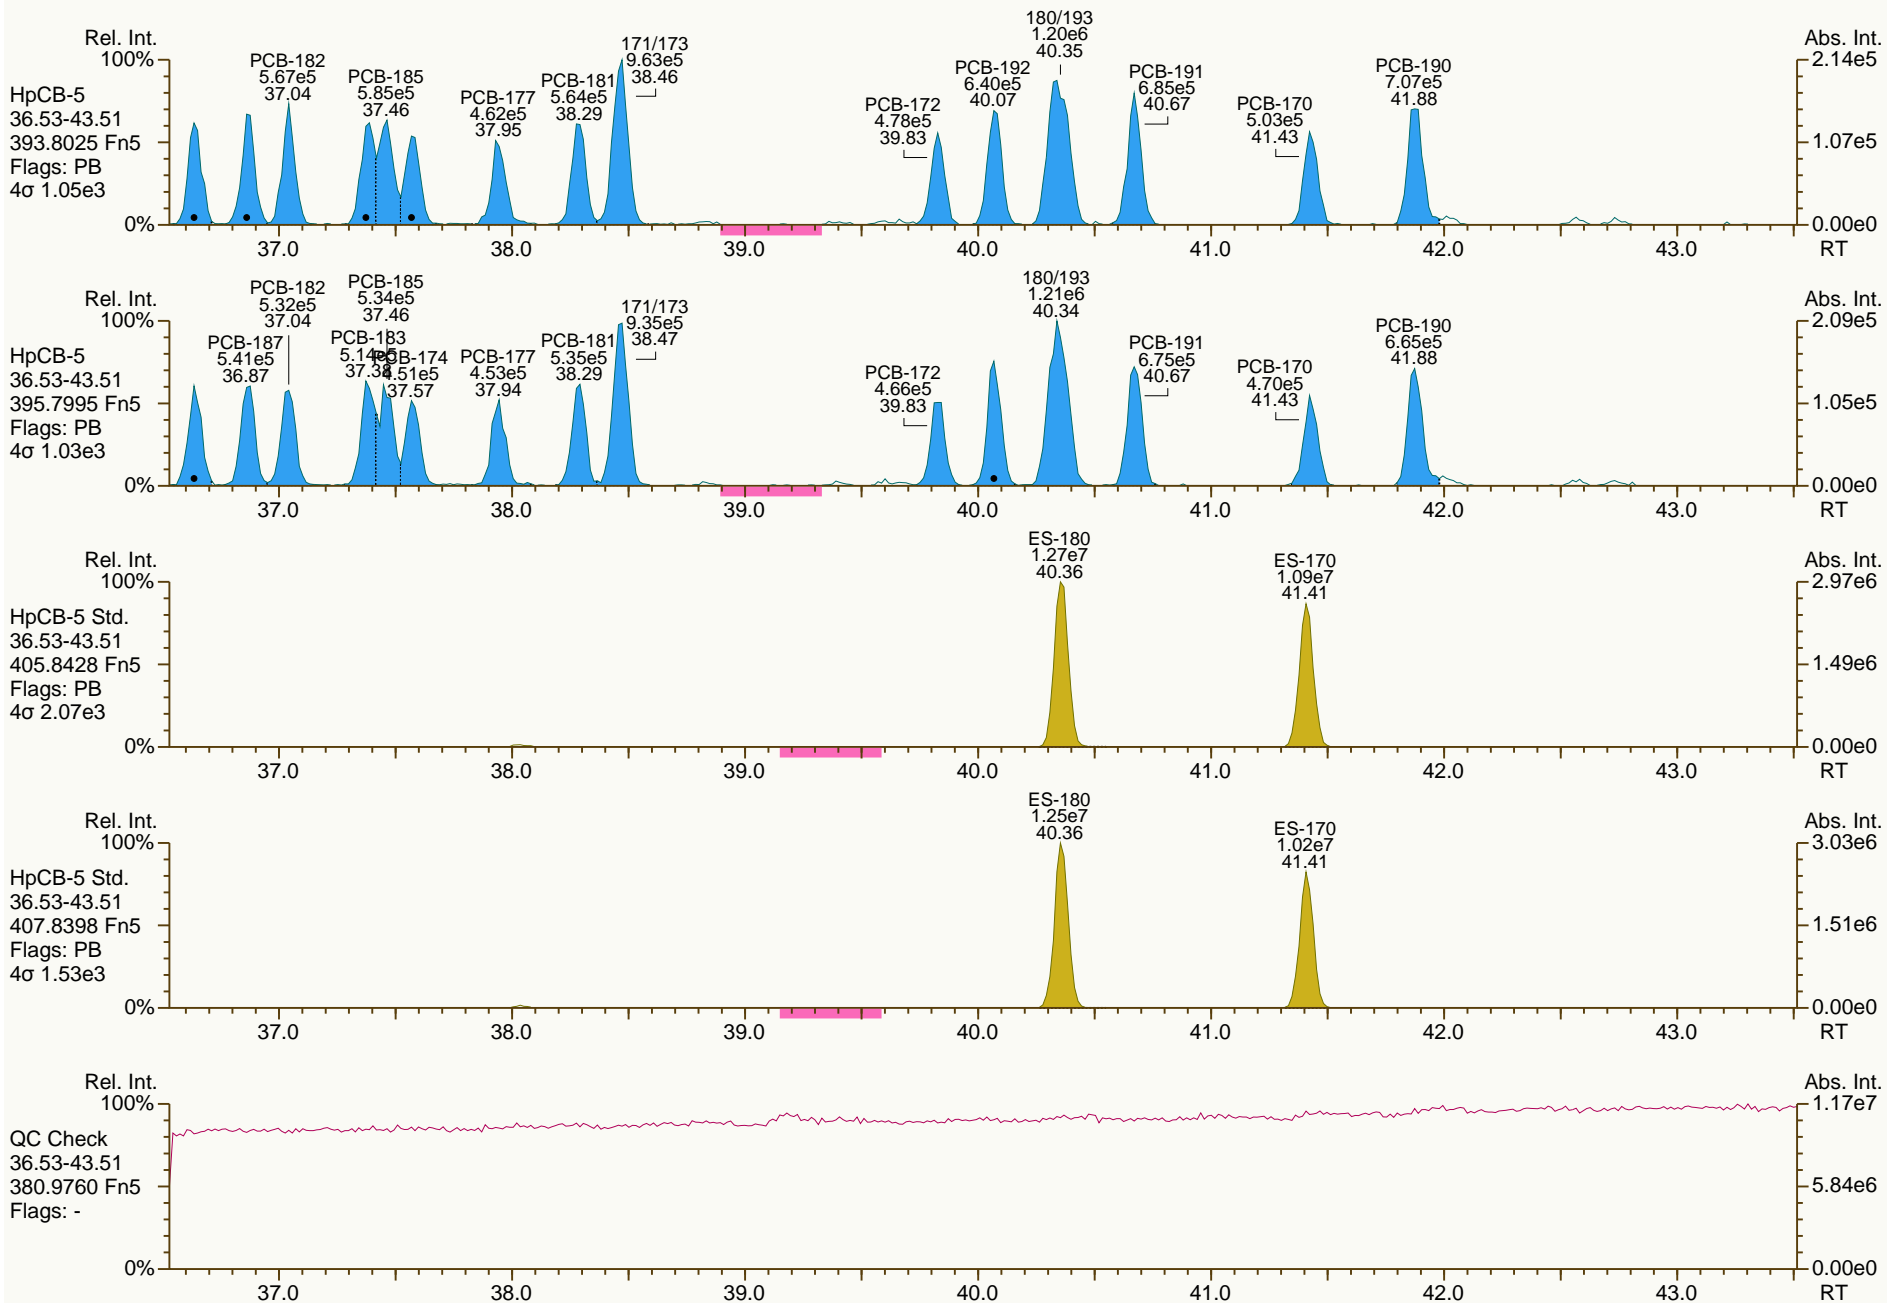 Rel. Int.
100%
0%
HpCB-5
36.53-43.51
393.8025 Fn5
Flags: PB
4σ 1.05e3
PCB-182
5.67e5
37.04
PCB-185
5.85e5
37.46
PCB-177
4.62e5
37.95
PCB-181
5.64e5
38.29
171/173
9.63e5
38.46
PCB-172
4.78e5
39.83
PCB-192
6.40e5
40.07
180/193
1.20e6
40.35
PCB-191
6.85e5
40.67
PCB-170
5.03e5
41.43
PCB-190
7.07e5
41.88
Abs. Int.
2.14e5
1.07e5
0.00e0
37.0 38.0 39.0 40.0 41.0 42.0 43.0 RT
Rel. Int.
100%
0%
HpCB-5
36.53-43.51
395.7995 Fn5
Flags: PB
4σ 1.03e3
PCB-187
5.41e5
36.87
PCB-182
5.32e5
37.04
PCB-183
5.14e5
37.38
PCB-185
5.34e5
37.46
PCB-174
4.51e5
37.57
PCB-177
4.53e5
37.94
PCB-181
5.35e5
38.29
171/173
9.35e5
38.47
PCB-172
4.66e5
39.83
180/193
1.21e6
40.34
PCB-191
6.75e5
40.67
PCB-170
4.70e5
41.43
PCB-190
6.65e5
41.88
Abs. Int.
2.09e5
1.05e5
0.00e0
37.0 38.0 39.0 40.0 41.0 42.0 43.0 RT
Rel. Int.
100%
0%
HpCB-5 Std.
36.53-43.51
405.8428 Fn5
Flags: PB
4σ 2.07e3
ES-180
1.27e7
40.36
ES-170
1.09e7
41.41
Abs. Int.
2.97e6
1.49e6
0.00e0
37.0 38.0 39.0 40.0 41.0 42.0 43.0 RT
Rel. Int.
100%
0%
HpCB-5 Std.
36.53-43.51
407.8398 Fn5
Flags: PB
4σ 1.53e3
ES-180
1.25e7
40.36
ES-170
1.02e7
41.41
Abs. Int.
3.03e6
1.51e6
0.00e0
37.0 38.0 39.0 40.0 41.0 42.0 43.0 RT
Rel. Int.
100%
0%
QC Check
36.53-43.51
380.9760 Fn5
Flags: -
Abs. Int.
1.17e7
5.84e6
0.00e0
37.0 38.0 39.0 40.0 41.0 42.0 43.0 RT